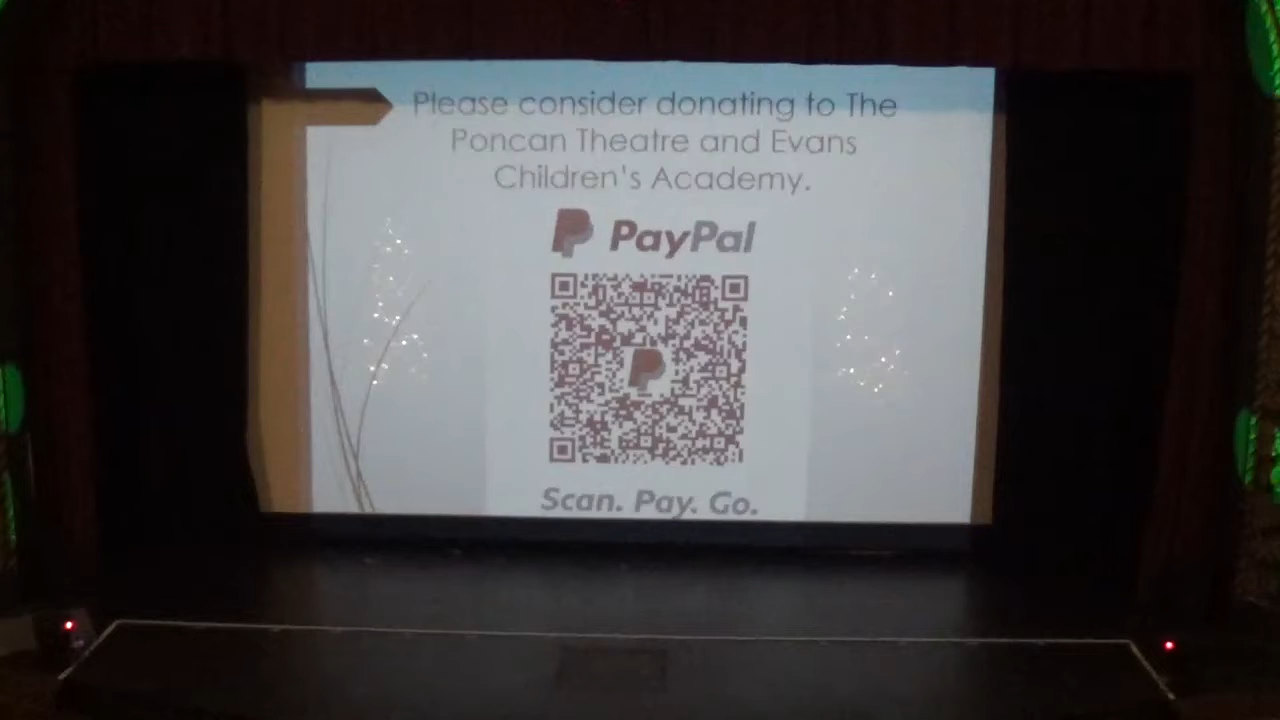 Please consider donating to The
Poncan Theatre and Evans
Children's Academy.
PayPal
Scan. Pay. Go.